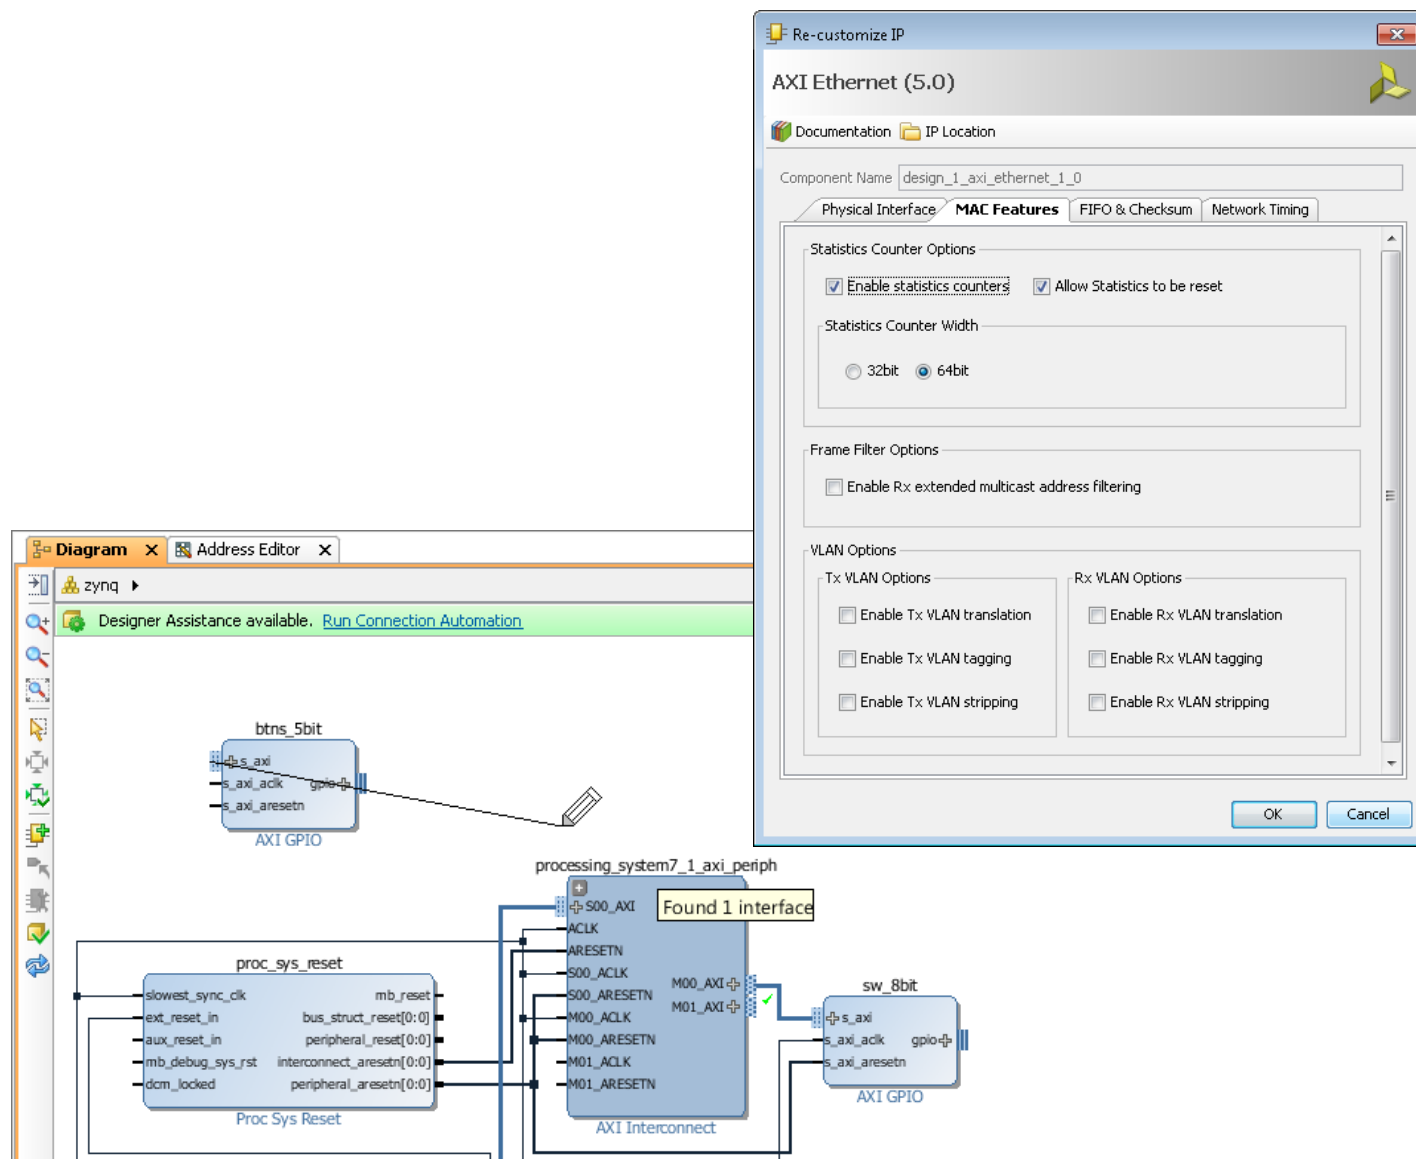 Re-customize IP
AXI Ethernet (5.0)
Documentation IP Location
Component Name design_1_axi_ethernet_1_0
Physical Interface MAC Features FIFO & Checksum Network Timing
Statistics Counter Options
Enable statistics counters Allow Statistics to be reset
Statistics Counter Width
32bit 64bit
Frame Filter Options
Enable Rx extended multicast address filtering
VLAN Options
Tx VLAN Options Rx VLAN Options
Enable Tx VLAN translation Enable Rx VLAN translation
Enable Tx VLAN tagging Enable Rx VLAN tagging
Enable Tx VLAN stripping Enable Rx VLAN stripping
OK Cancel
Diagram Address Editor
zynq
Designer Assistance available. Run Connection Automation
btns_5bit
s_axi
s_axi_aclk gpio
s_axi_aresetn
AXI GPIO
processing_system7_1_axi_periph
S00_AXI
Found 1 interface
ACLK
ARESETN
S00_ACLK
S00_ARESETN
M00_ACLK
M00_ARESETN
M01_ACLK
M01_ARESETN
M00_AXI
M01_AXI
AXI Interconnect
proc_sys_reset
slowest_sync_clk mb_reset
ext_reset_in bus_struct_reset[0:0]
aux_reset_in peripheral_reset[0:0]
mb_debug_sys_rst interconnect_aresetn[0:0]
dcm_locked peripheral_aresetn[0:0]
Proc Sys Reset
sw_8bit
s_axi
s_axi_aclk gpio
s_axi_aresetn
AXI GPIO